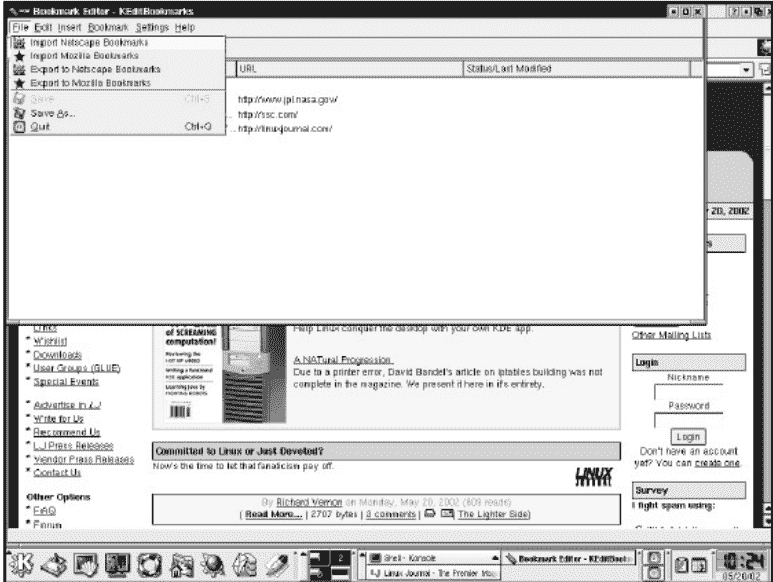 Bookmark Editor - KEditBookmarks
File Edit Insert Bookmark Settings Help
Import Netscape Bookmarks
Import Mozilla Bookmarks
Export to Netscape Bookmarks
Export to Mozilla Bookmarks
Save Ctrl+S
Save As...
Quit Ctrl+Q
URL Status/Last Modified
http://www.jpl.nasa.gov/
http://ssc.com/
http://linuxjournal.com/
20, 2002
Links
* Wishlist
* Downloads
* User Groups (GLUE)
* Special Events
* Advertise in LJ
* Write for Us
* Recommend Us
* LJ Press Releases
* Vendor Press Releases
* Contact Us
Other Options
* FAQ
* Forum
of SCREAMING
computation!
Help Linux conquer the desktop with your own KDE app.
A NATural Progression
Due to a printer error, David Bandel's article on iptables building was not
complete in the magazine. We present it here in it's entirety.
Committed to Linux or Just Devoted?
Now's the time to let that fanaticism pay off.
LINUX
By Richard Vernon on Monday, May 20, 2002 (609 reads)
( Read More... | 2707 bytes | 3 comments | The Lighter Side)
Other Mailing Lists
Login
Nickname
Password
Login
Don't have an account
yet? You can create one.
Survey
I fight spam using:
2
Shell - Konsole
Bookmark Editor - KEditBook
LJ Linux Journal - The Premier Mag
10:24
05/20/02